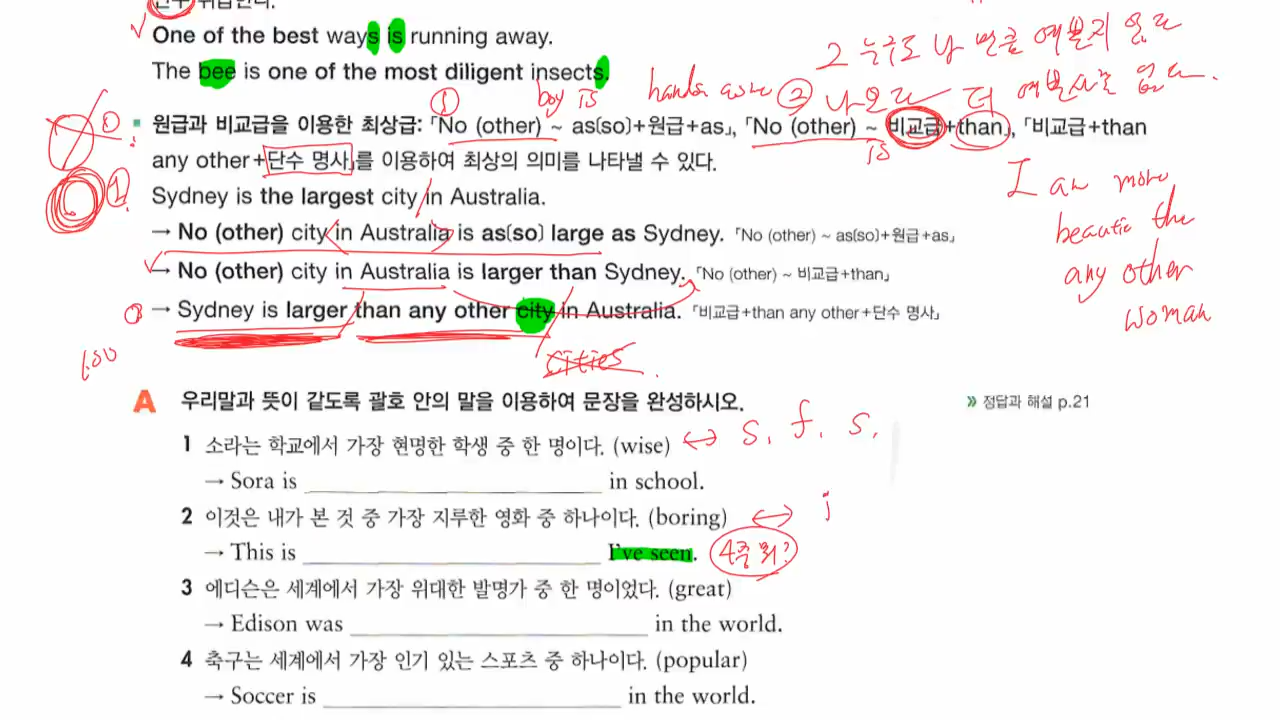 One of the best ways is running away.
The bee is one of the most diligent insects.
그 누구도 나 만큼 예쁘지 않다
① boy is
② 나보다 더 예쁜사는 없다.
원급과 비교급을 이용한 최상급: 「No (other) ~ as(so)+원급+as」, 「No (other) ~ 비교급+than」, 「비교급+than
is
any other+단수 명사」를 이용하여 최상의 의미를 나타낼 수 있다.
Sydney is the largest city in Australia.
→ No (other) city in Australia is as(so) large as Sydney. 「No (other) ~ as(so)+원급+as」
→ No (other) city in Australia is larger than Sydney. 「No (other) ~ 비교급+than」
→ Sydney is larger than any other city in Australia. 「비교급+than any other+단수 명사」
I am more
beautie the
any other
woman
cities.
A 우리말과 뜻이 같도록 괄호 안의 말을 이용하여 문장을 완성하시오.
» 정답과 해설 p.21
1 소라는 학교에서 가장 현명한 학생 중 한 명이다. (wise) ↔ s. f. s.
→ Sora is ____ in school.
2 이것은 내가 본 것 중 가장 지루한 영화 중 하나이다. (boring) ↔ i
→ This is ____ I've seen. 4중 뭐?
3 에디슨은 세계에서 가장 위대한 발명가 중 한 명이었다. (great)
→ Edison was ____ in the world.
4 축구는 세계에서 가장 인기 있는 스포츠 중 하나이다. (popular)
→ Soccer is ____ in the world.